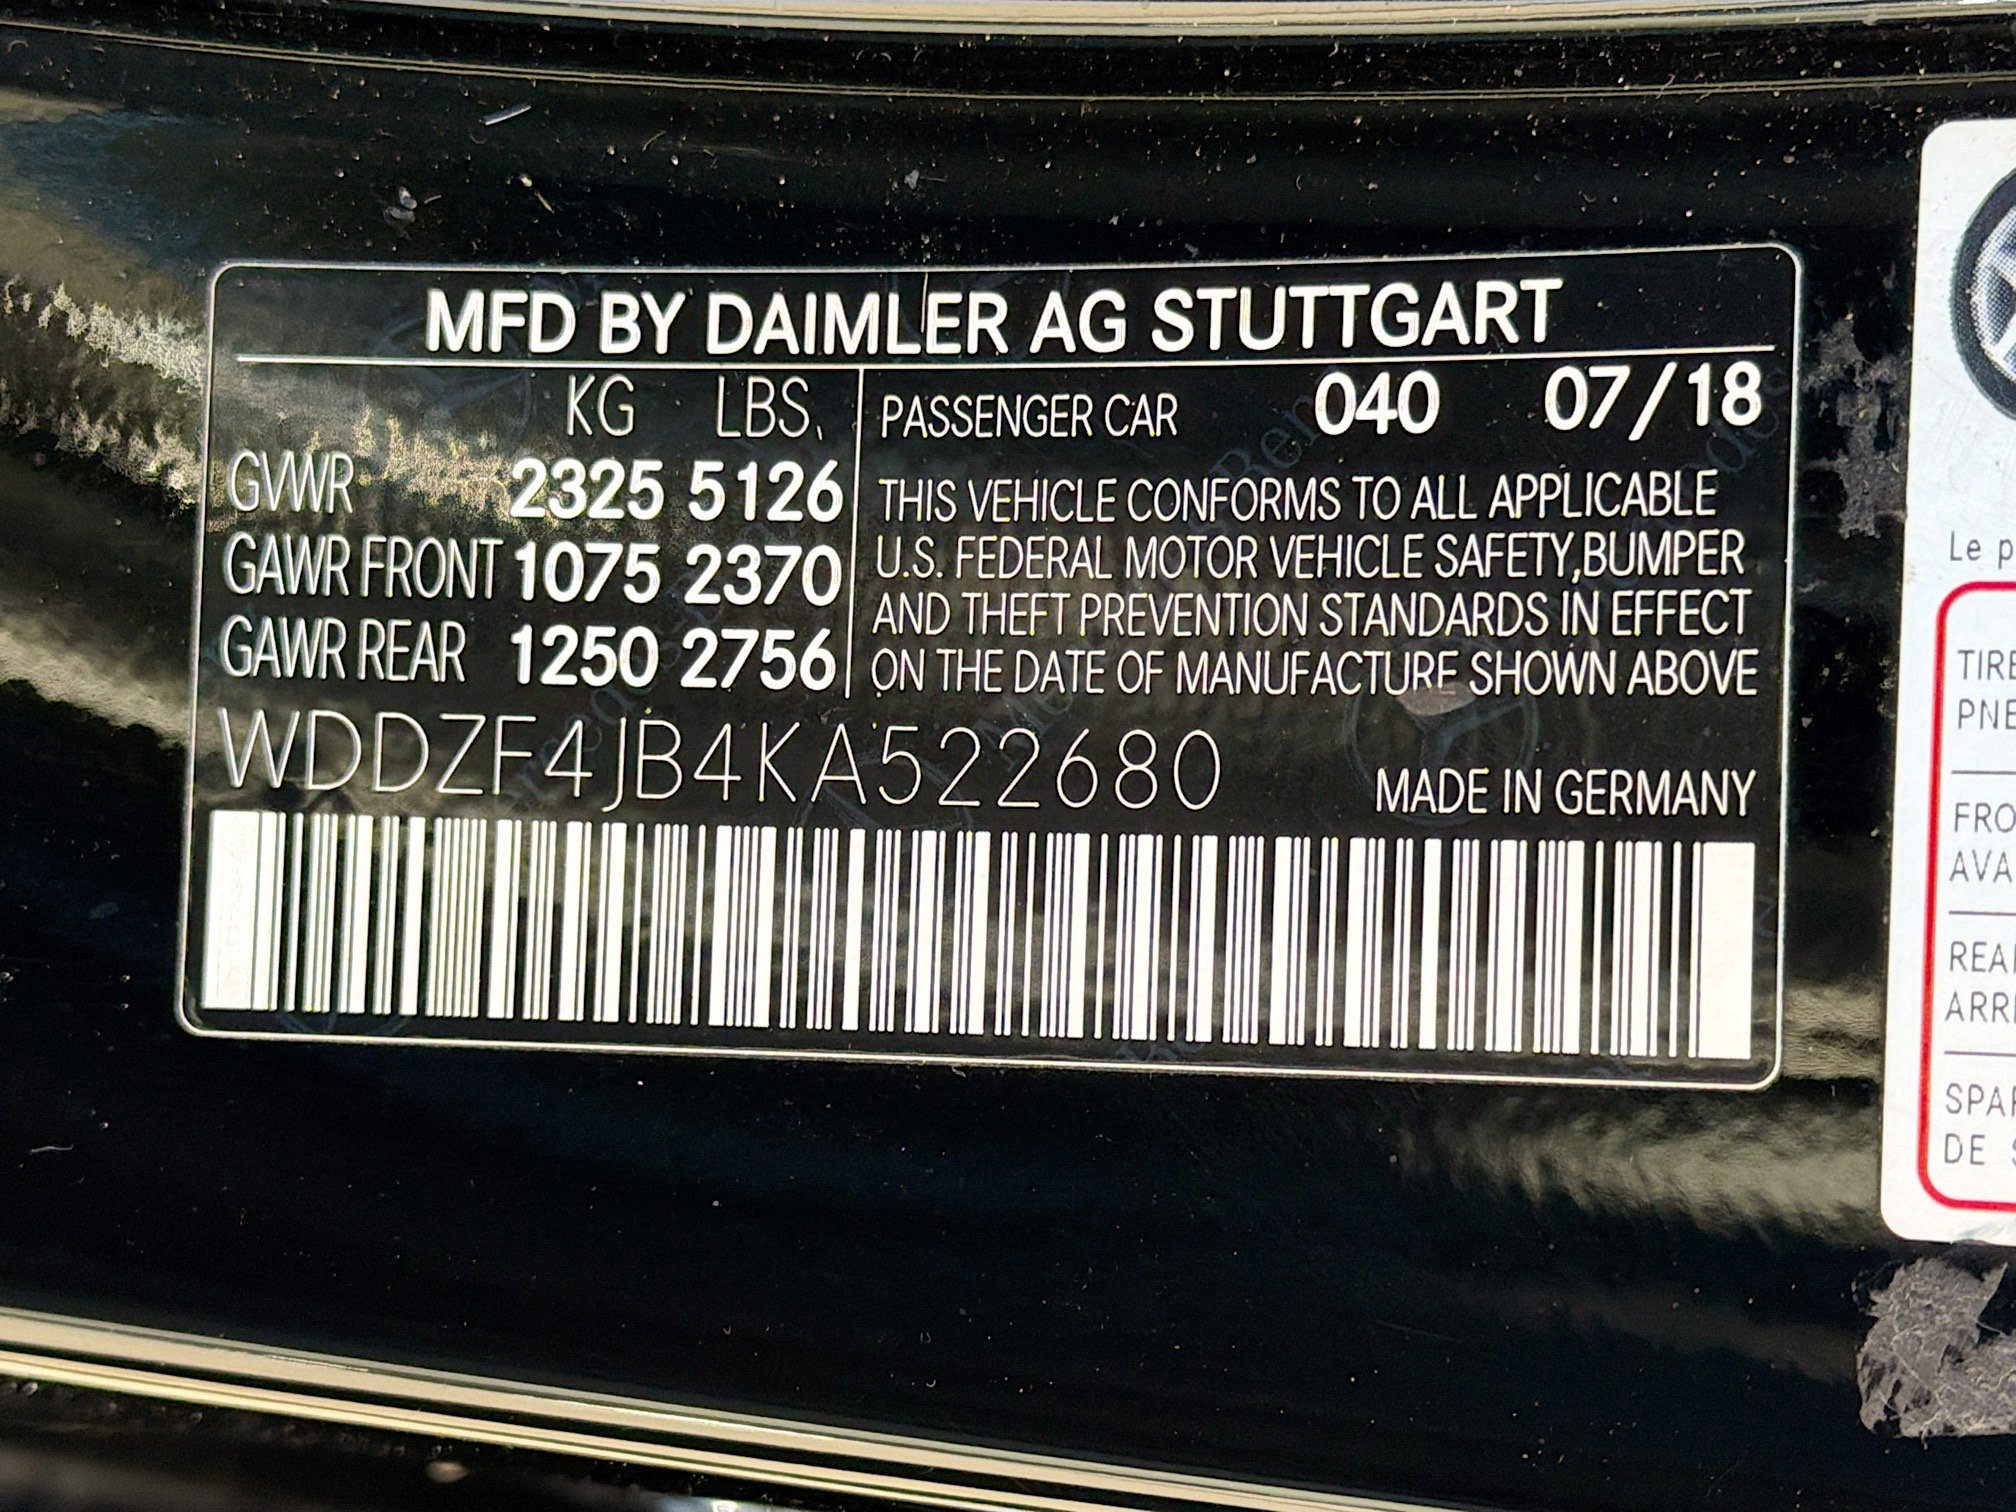 MFD BY DAIMLER AG STUTTGART
KG LBS.
GVWR 2325 5126
GAWR FRONT 1075 2370
GAWR REAR 1250 2756
PASSENGER CAR 040 07/18
THIS VEHICLE CONFORMS TO ALL APPLICABLE
U.S. FEDERAL MOTOR VEHICLE SAFETY,BUMPER
AND THEFT PREVENTION STANDARDS IN EFFECT
ON THE DATE OF MANUFACTURE SHOWN ABOVE
WDDZF4JB4KA522680
MADE IN GERMANY
Le
DE